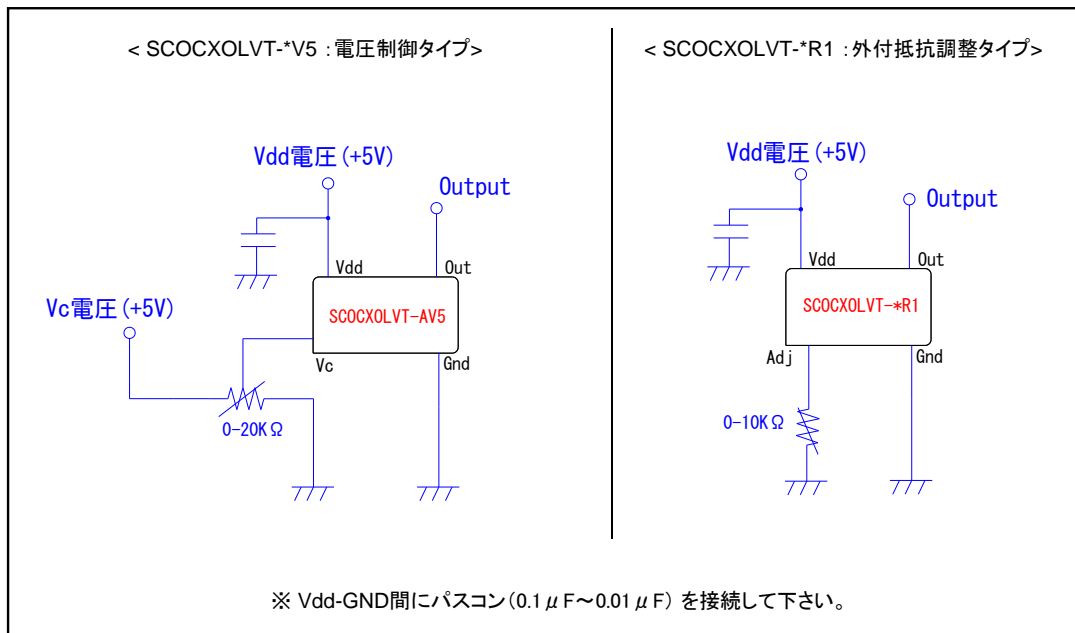 < SCOCXOLVT-*V5 : 電圧制御タイプ>
Vdd電圧(+5V)
Output
Vdd
Out
Vc電圧(+5V)
SCOCXOLVT-AV5
Vc
Gnd
0-20KΩ
< SCOCXOLVT-*R1 : 外付抵抗調整タイプ>
Vdd電圧(+5V)
Output
Vdd
Out
SCOCXOLVT-*R1
Adj
Gnd
0-10KΩ
※ Vdd-GND間にパスコン(0.1μF～0.01μF) を接続して下さい。